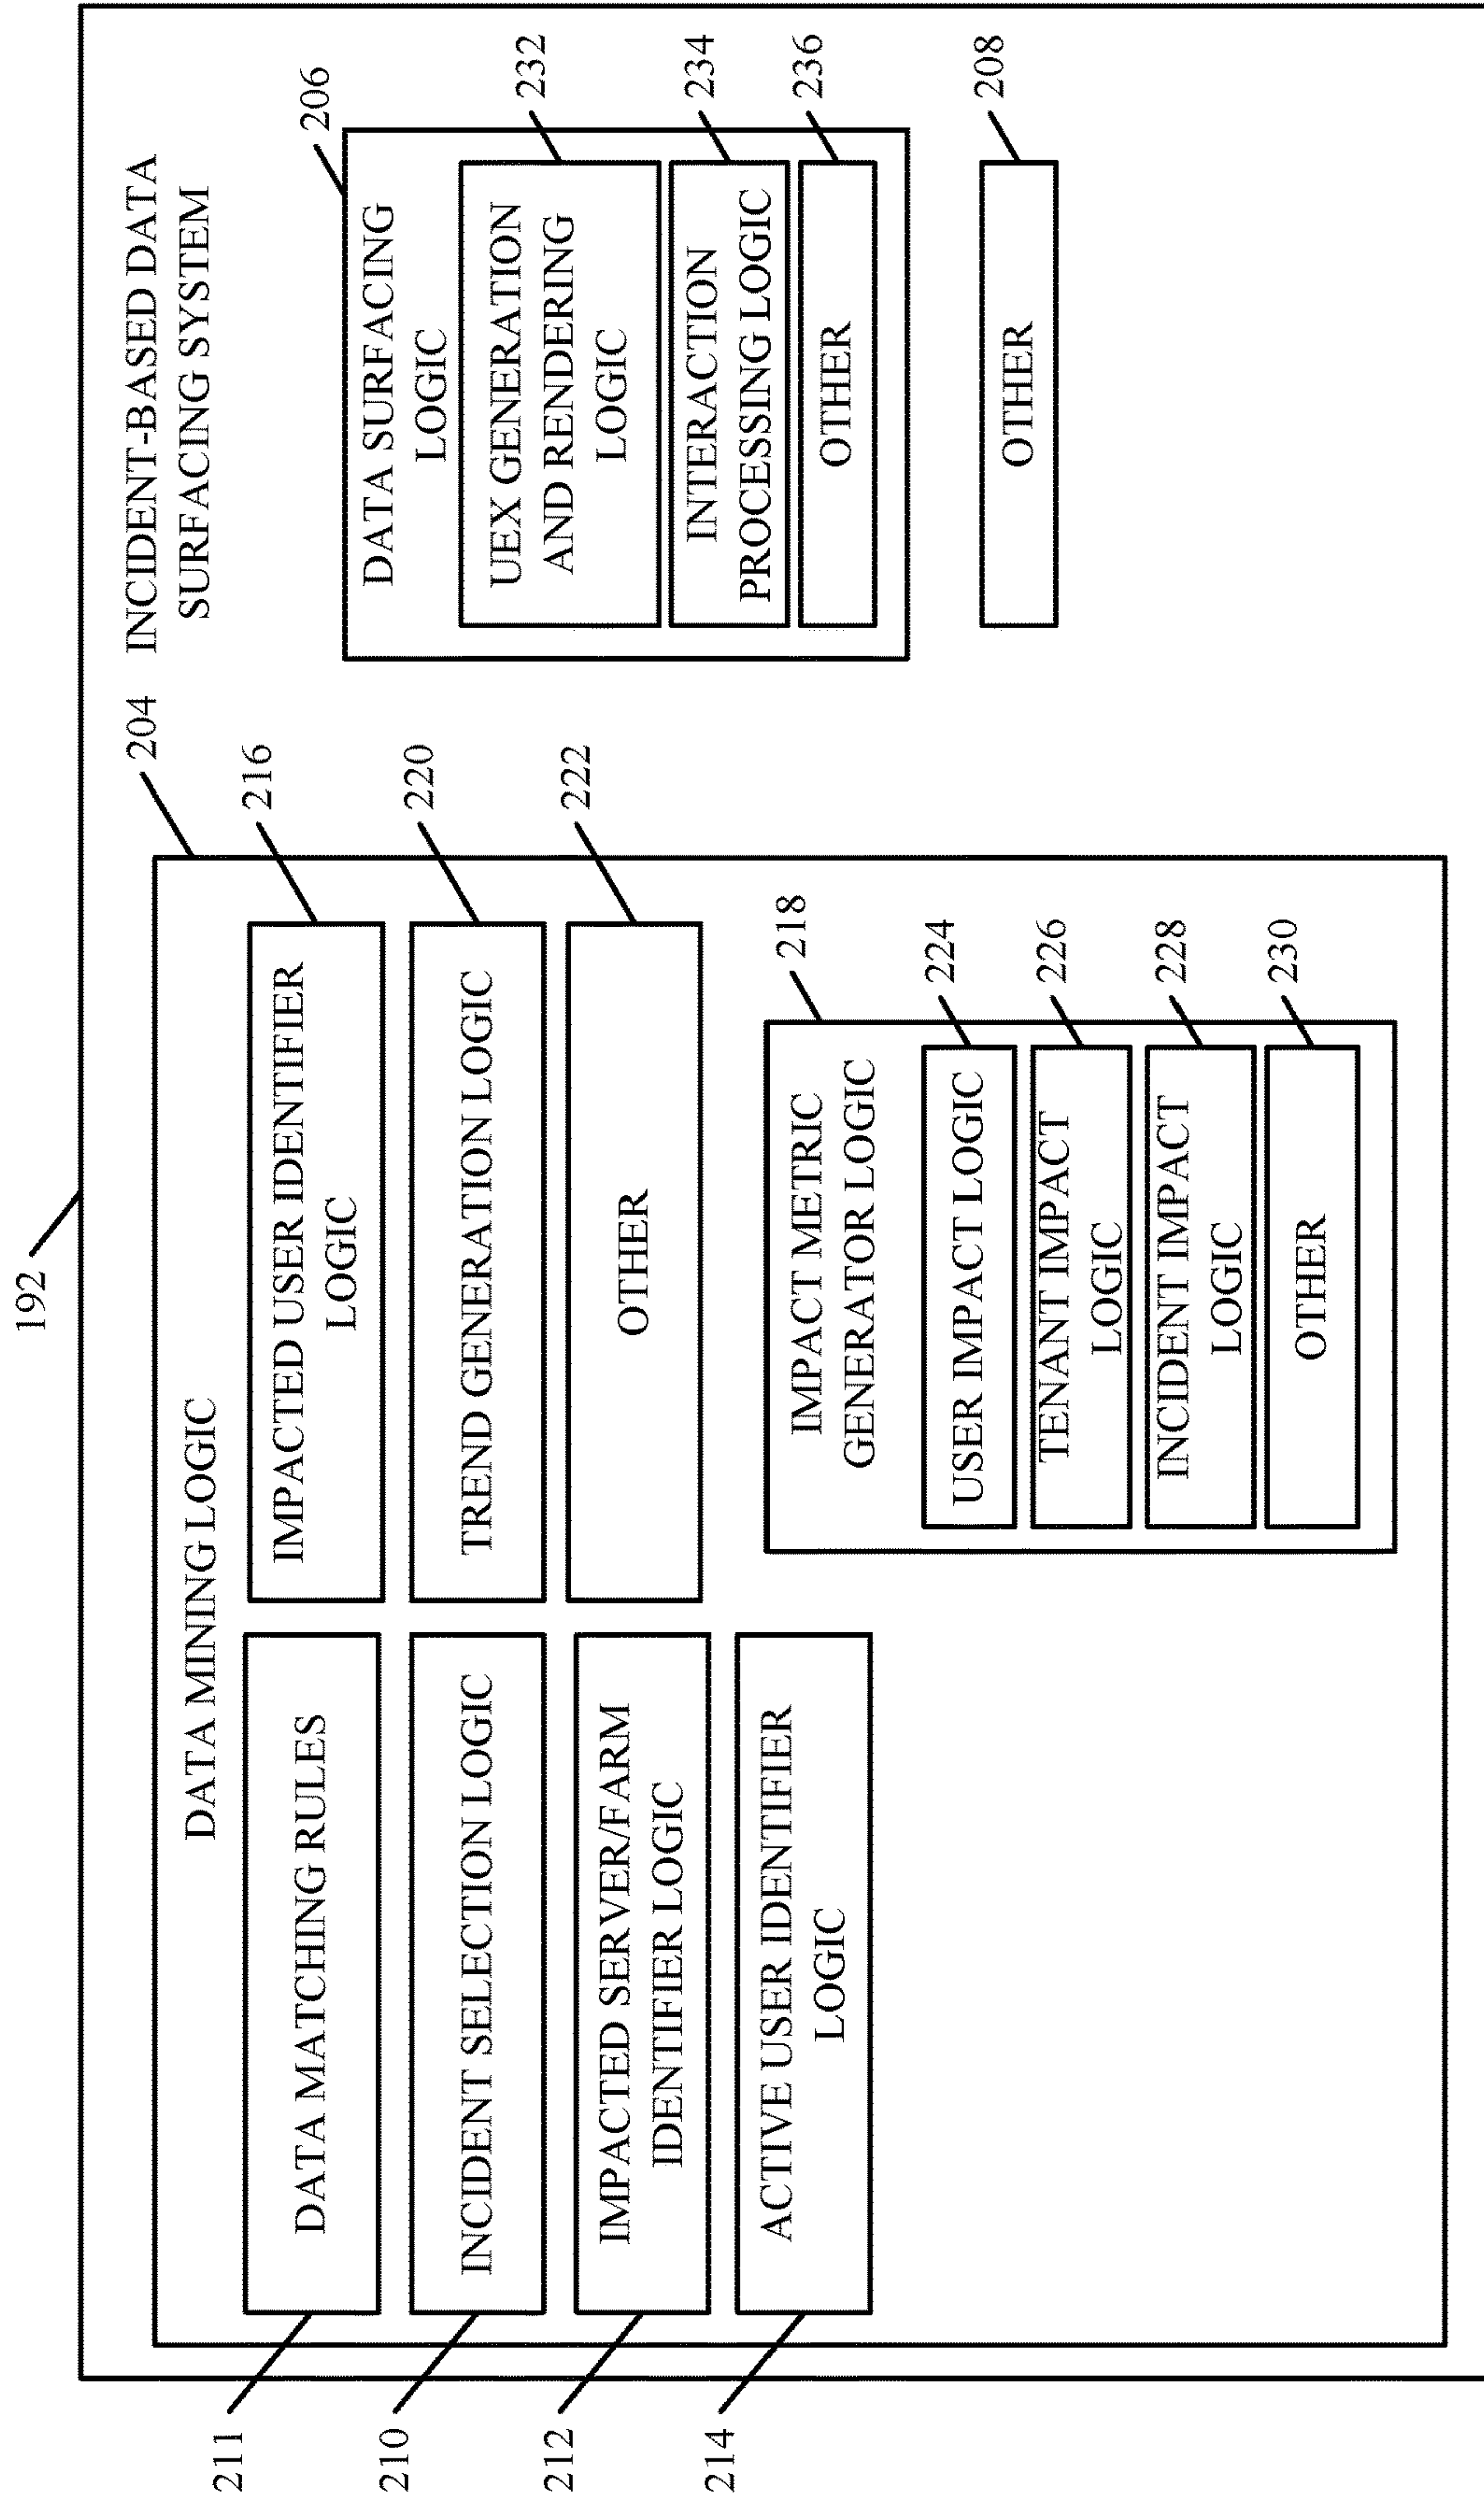 192
INCIDENT-BASED DATA
SURFACING SYSTEM
204
DATA MINING LOGIC
211
DATA MATCHING RULES
210
INCIDENT SELECTION LOGIC
212
IMPACTED SERVER/FARM
IDENTIFIER LOGIC
214
ACTIVE USER IDENTIFIER
LOGIC
216
IMPACTED USER IDENTIFIER
LOGIC
220
TREND GENERATION LOGIC
222
OTHER
218
IMPACT METRIC
GENERATOR LOGIC
224
USER IMPACT LOGIC
226
TENANT IMPACT
LOGIC
228
INCIDENT IMPACT
LOGIC
230
OTHER
206
DATA SURFACING
LOGIC
232
UEX GENERATION
AND RENDERING
LOGIC
234
INTERACTION
PROCESSING LOGIC
236
OTHER
208
OTHER